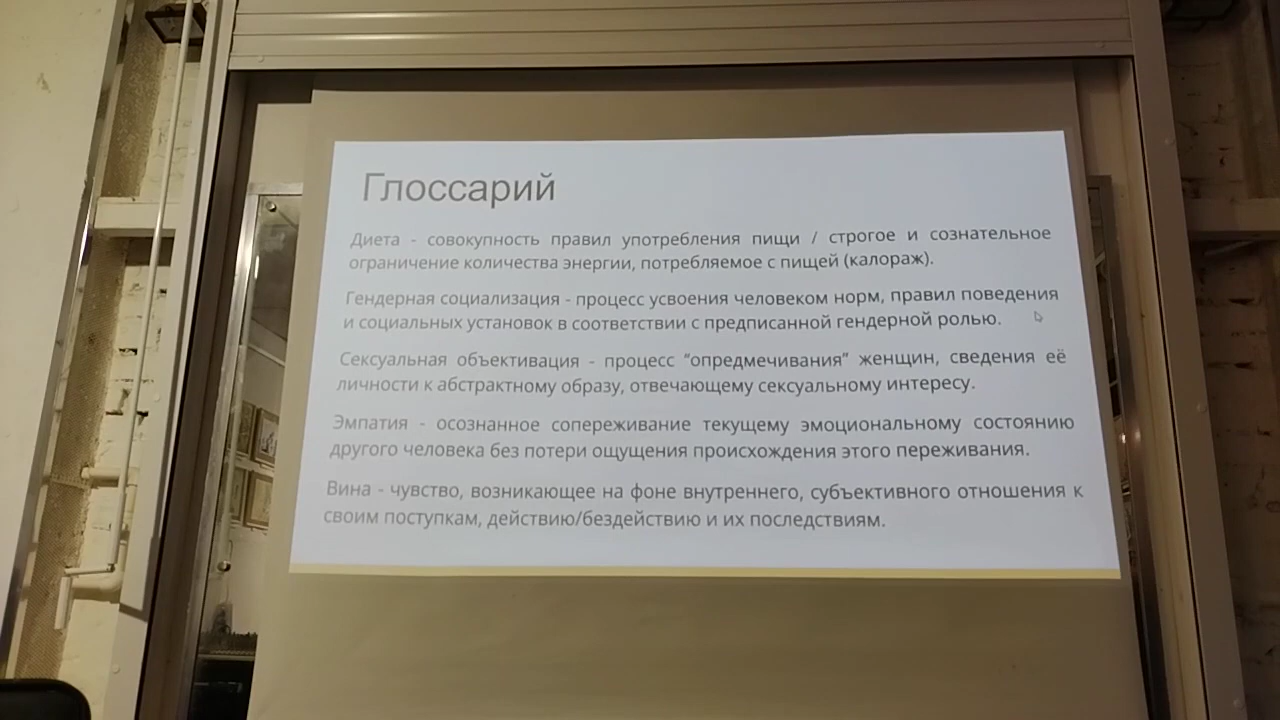 Глоссарий
Диета - совокупность правил употребления пищи / строгое и сознательное
ограничение количества энергии, потребляемое с пищей (калораж).
Гендерная социализация - процесс усвоения человеком норм, правил поведения
и социальных установок в соответствии с предписанной гендерной ролью.
Сексуальная объективация - процесс "опредмечивания" женщин, сведения её
личности к абстрактному образу, отвечающему сексуальному интересу.
Эмпатия - осознанное сопереживание текущему эмоциональному состоянию
другого человека без потери ощущения происхождения этого переживания.
Вина - чувство, возникающее на фоне внутреннего, субъективного отношения к
своим поступкам, действию/бездействию и их последствиям.